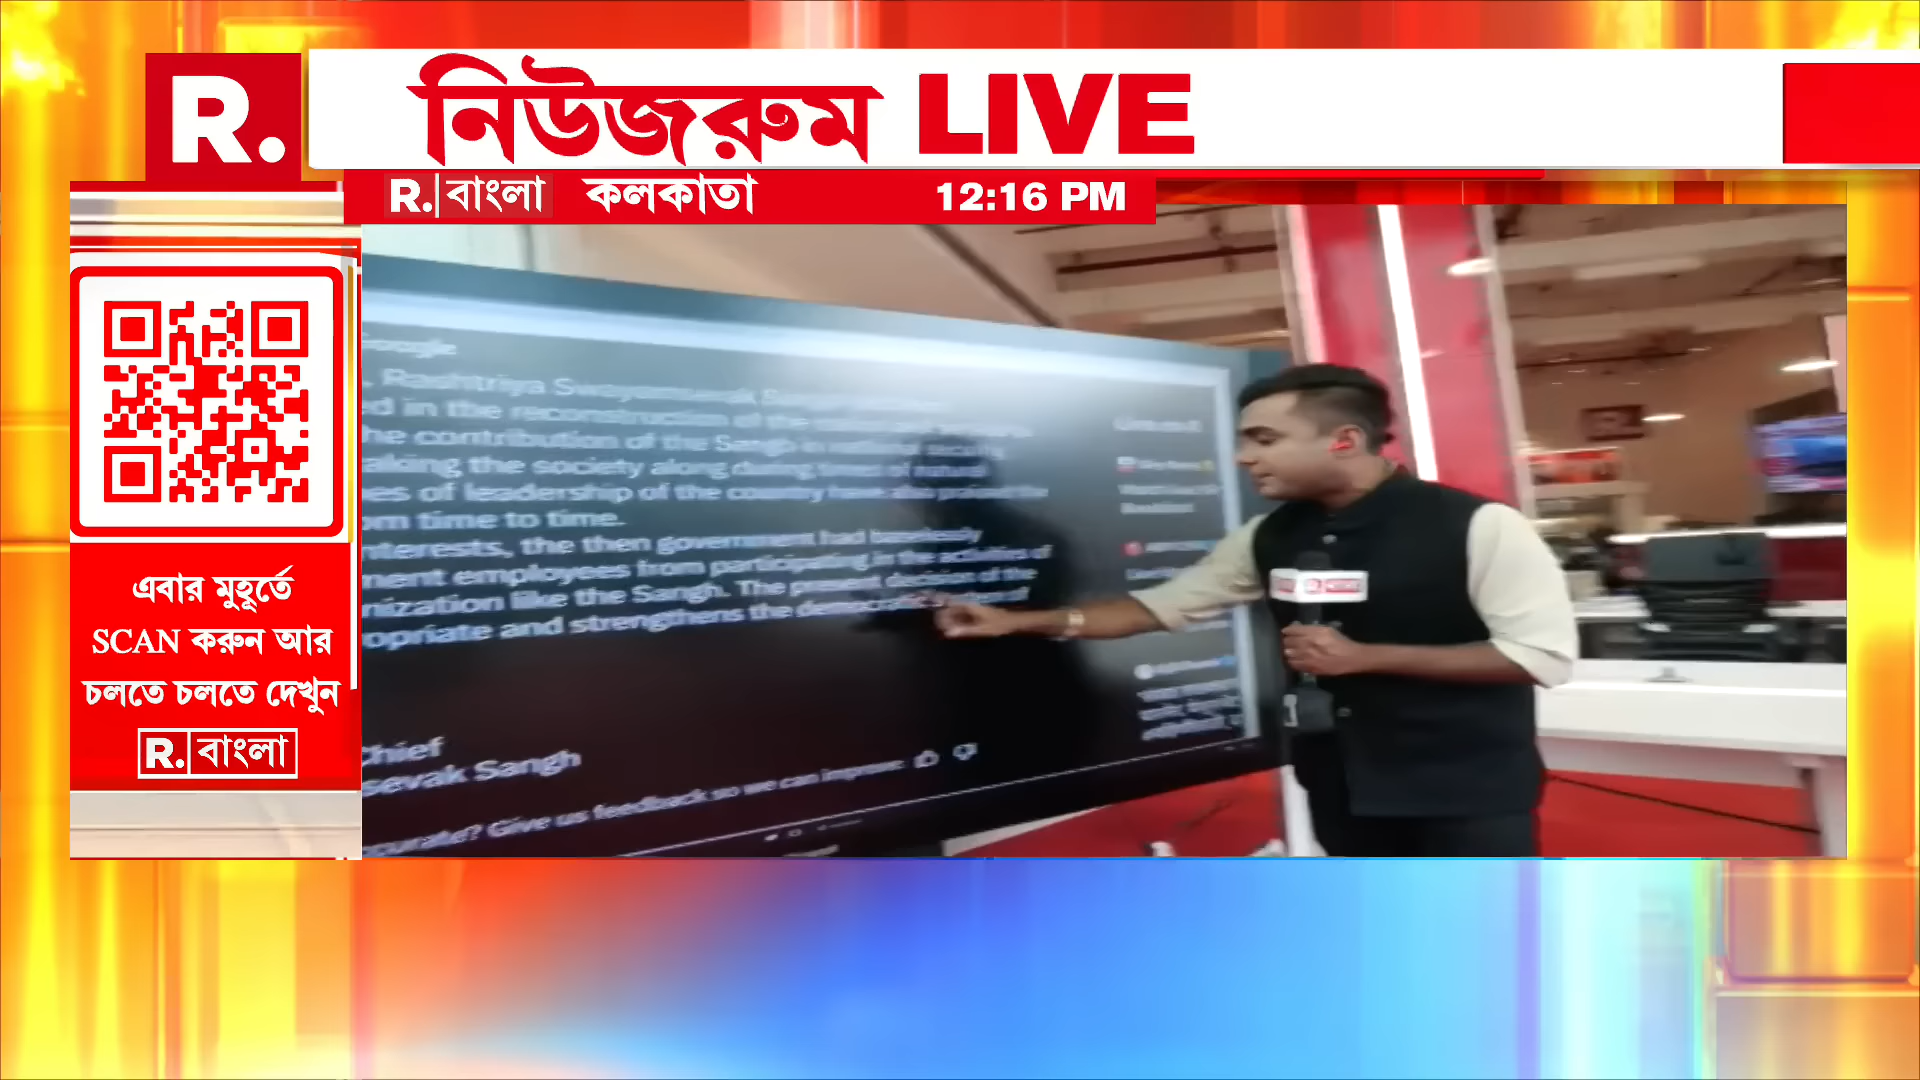 R.
নিউজরুম LIVE
R. বাংলা কলকাতা 12:16 PM
এবার মুহূর্তে
SCAN করুন আর
চলতে চলতে দেখুন
R. বাংলা
Google
Rashtriya Swayamsevak
ed in the reconstruction of the
he contribution of the Sangh in
aking the society along during times of natural
es of leadership of the country have also praised the
om time to time.
nterests, the then government had baselessly
ment employees from participating in the activities of
nization like the Sangh. The present decision of the
opriate and strengthens the democratic system of
Chief
sevak Sangh
ccurate? Give us feedback so we can improve